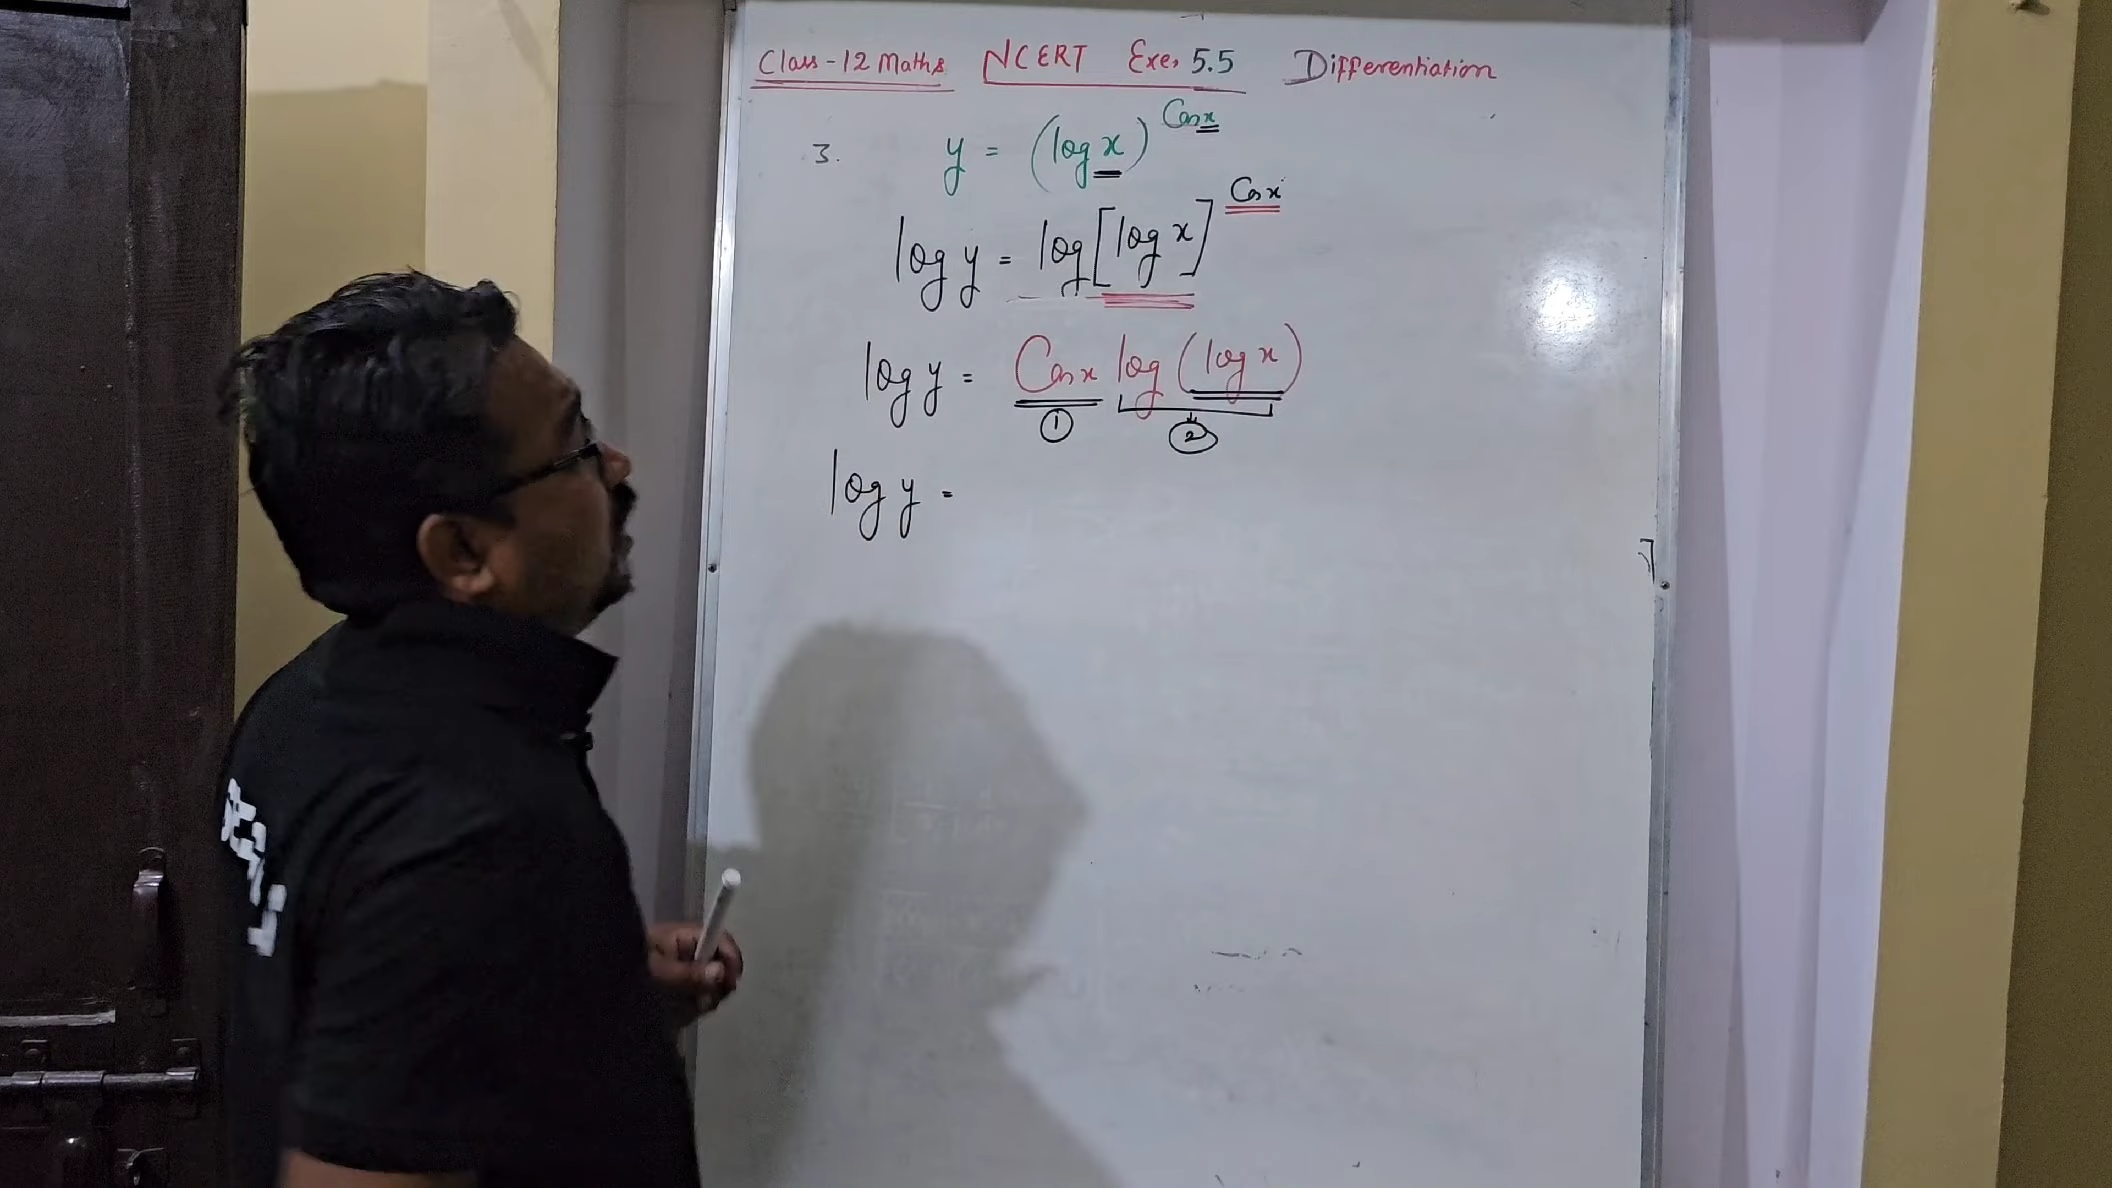 Class-12 Maths NCERT Exe. 5.5 Differentiation
3. y = (log x)^Cos x
log y = log [log x]^Cos x
log y = Cos x log (log x)
① ②
log y =